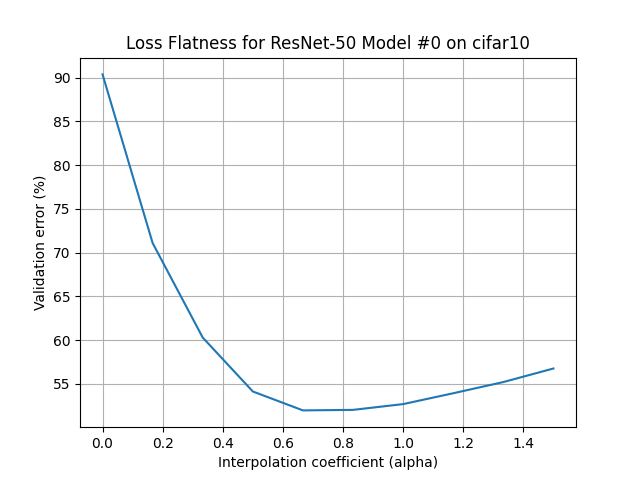 Loss Flatness for ResNet-50 Model #0 on cifar10
Validation error (%)
90
85
80
75
70
65
60
55
0.0 0.2 0.4 0.6 0.8 1.0 1.2 1.4
Interpolation coefficient (alpha)